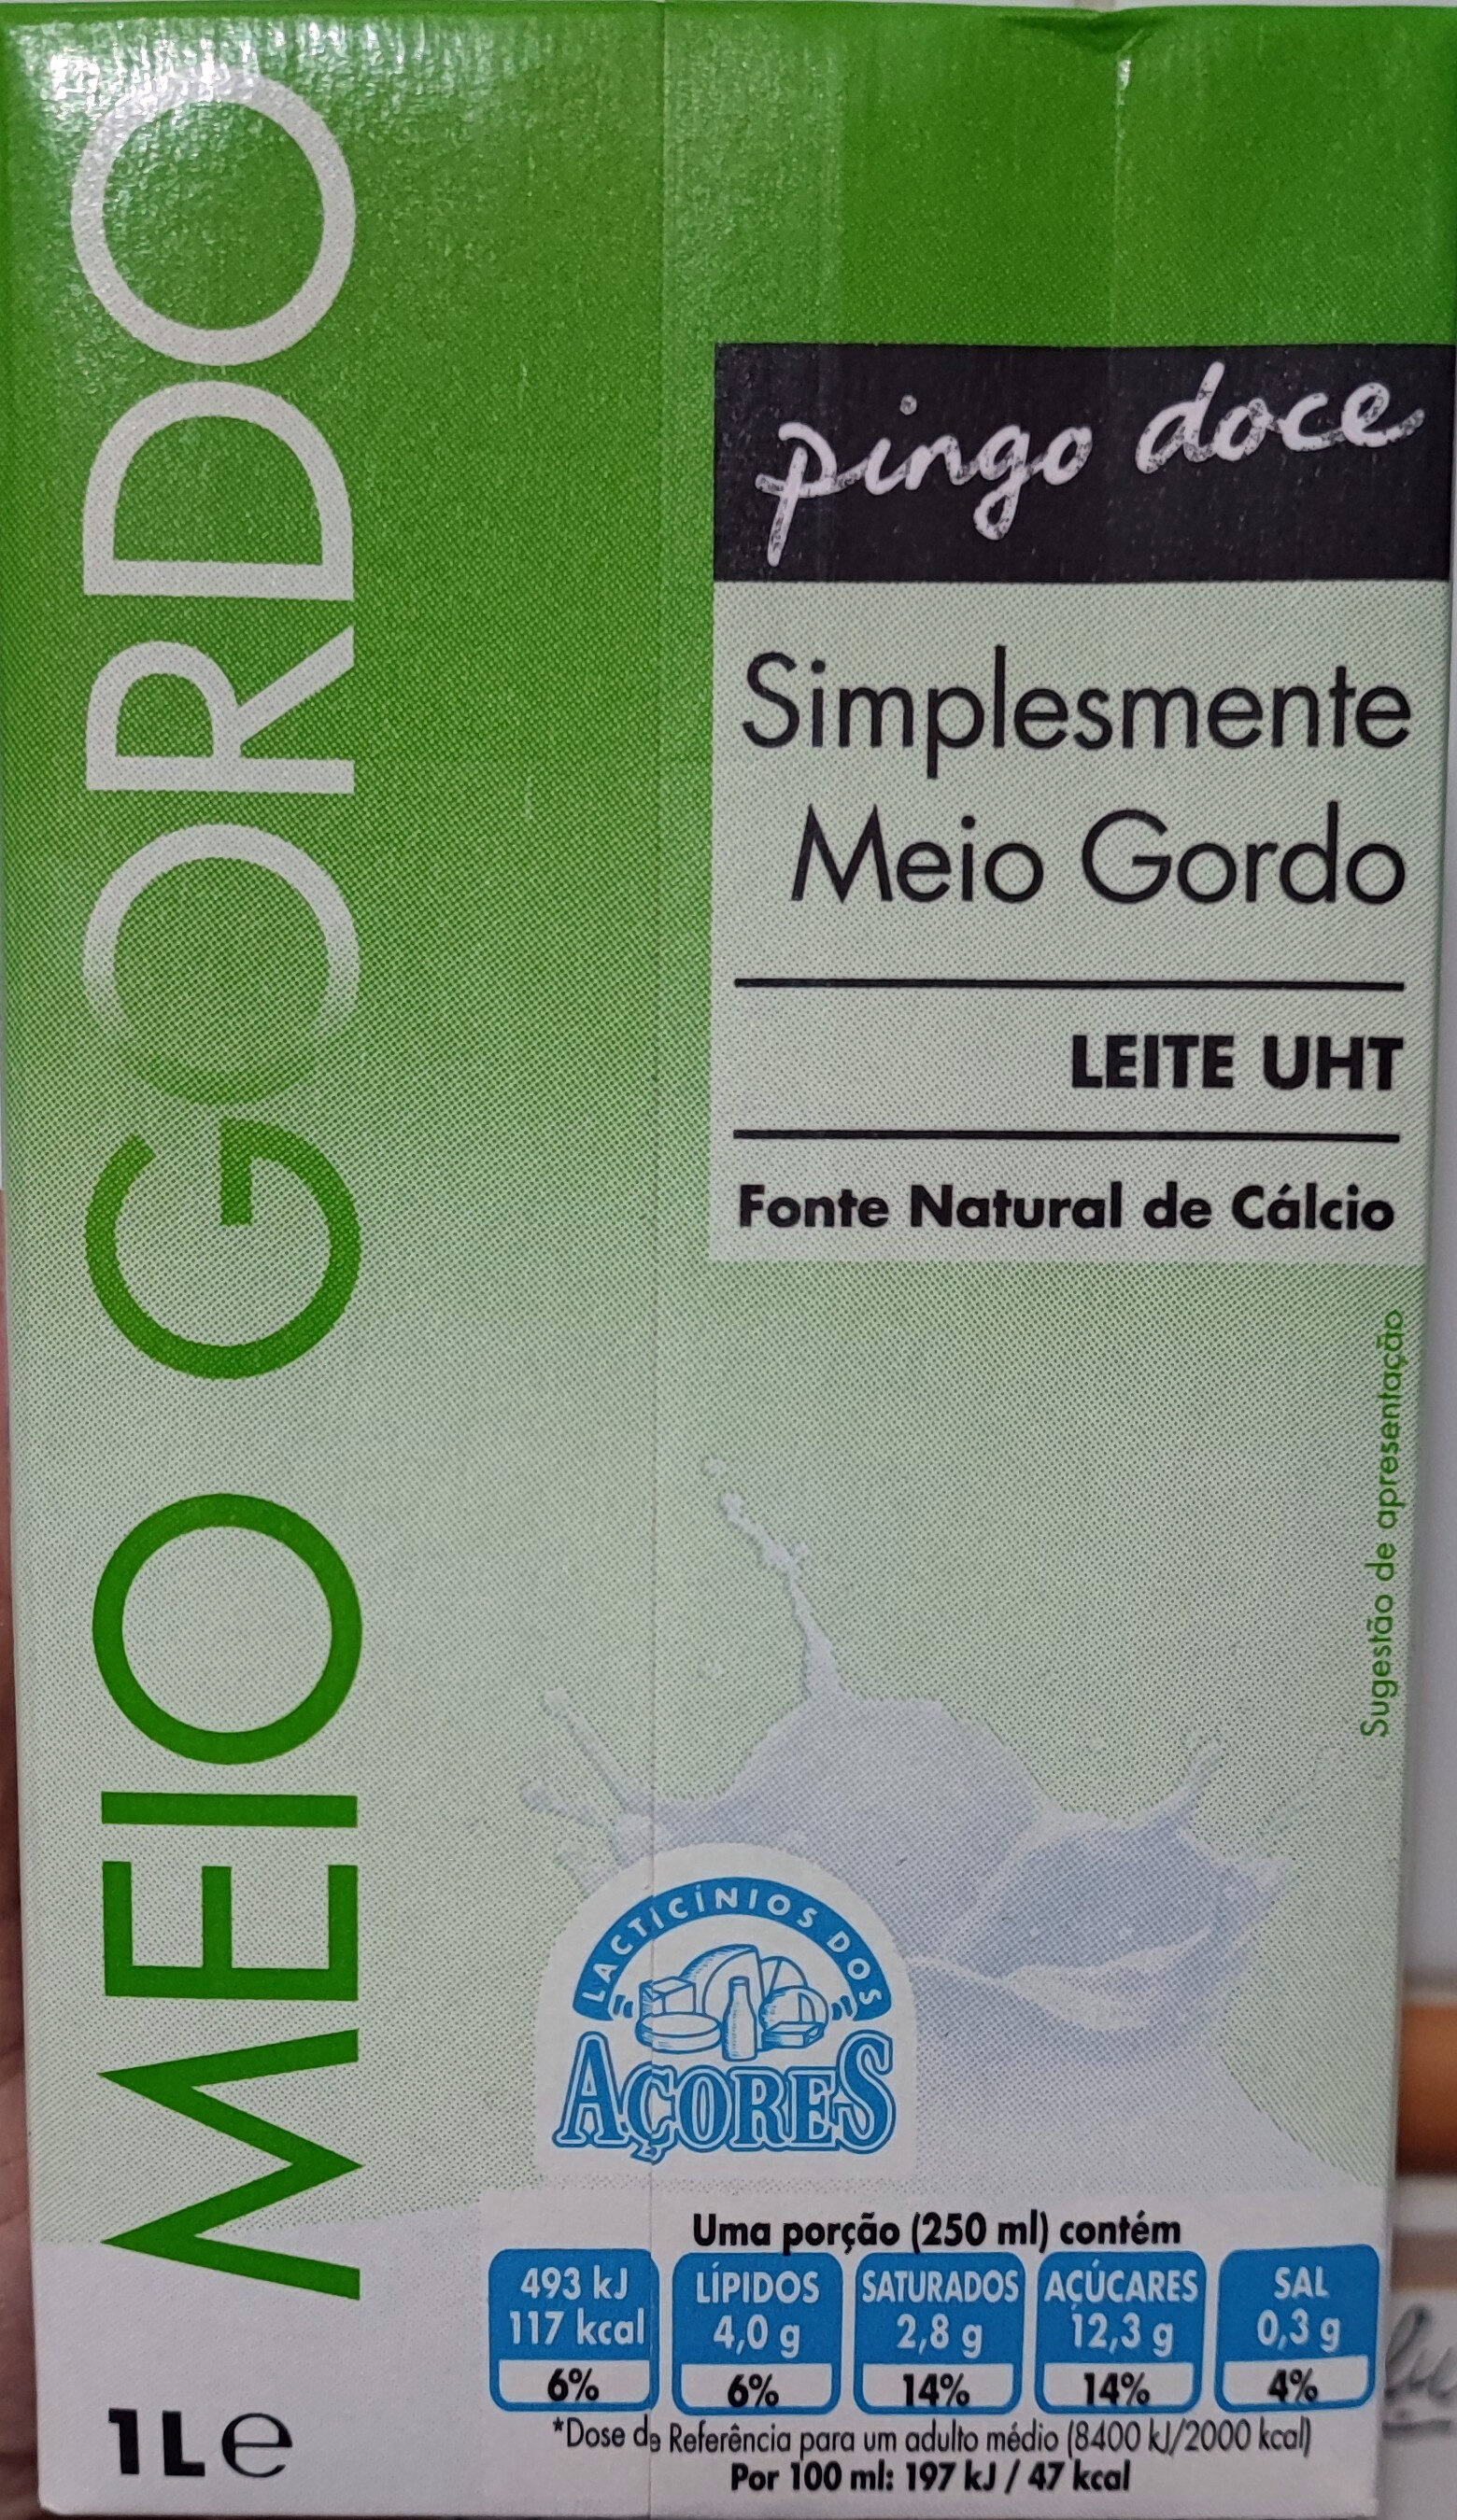 MEIO GORDO
pingo doce
Simplesmente
Meio Gordo
LEITE UHT
Fonte Natural de Cálcio
Sugestão de apresentação
LACTICÍNIOS DOS
AÇORES
Uma porção (250 ml) contém
493 kJ LÍPIDOS SATURADOS AÇÚCARES SAL
117 kcal 4,0 g 2,8 g 12,3 g 0,3 g
6% 6% 14% 14% 4%
*Dose de Referência para um adulto médio (8400 kJ/2000 kcal)
Por 100 ml: 197 kJ / 47 kcal
1L e